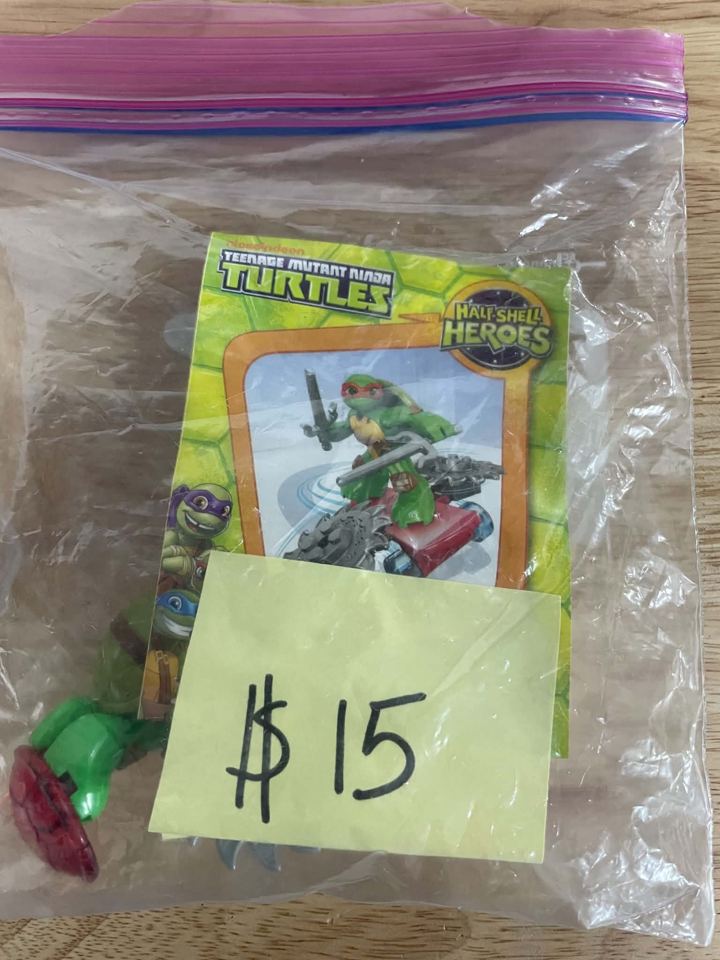 nickelodeon
TEENAGE MUTANT NINJA
TURTLES
HALF-SHELL
HEROES
$ 15